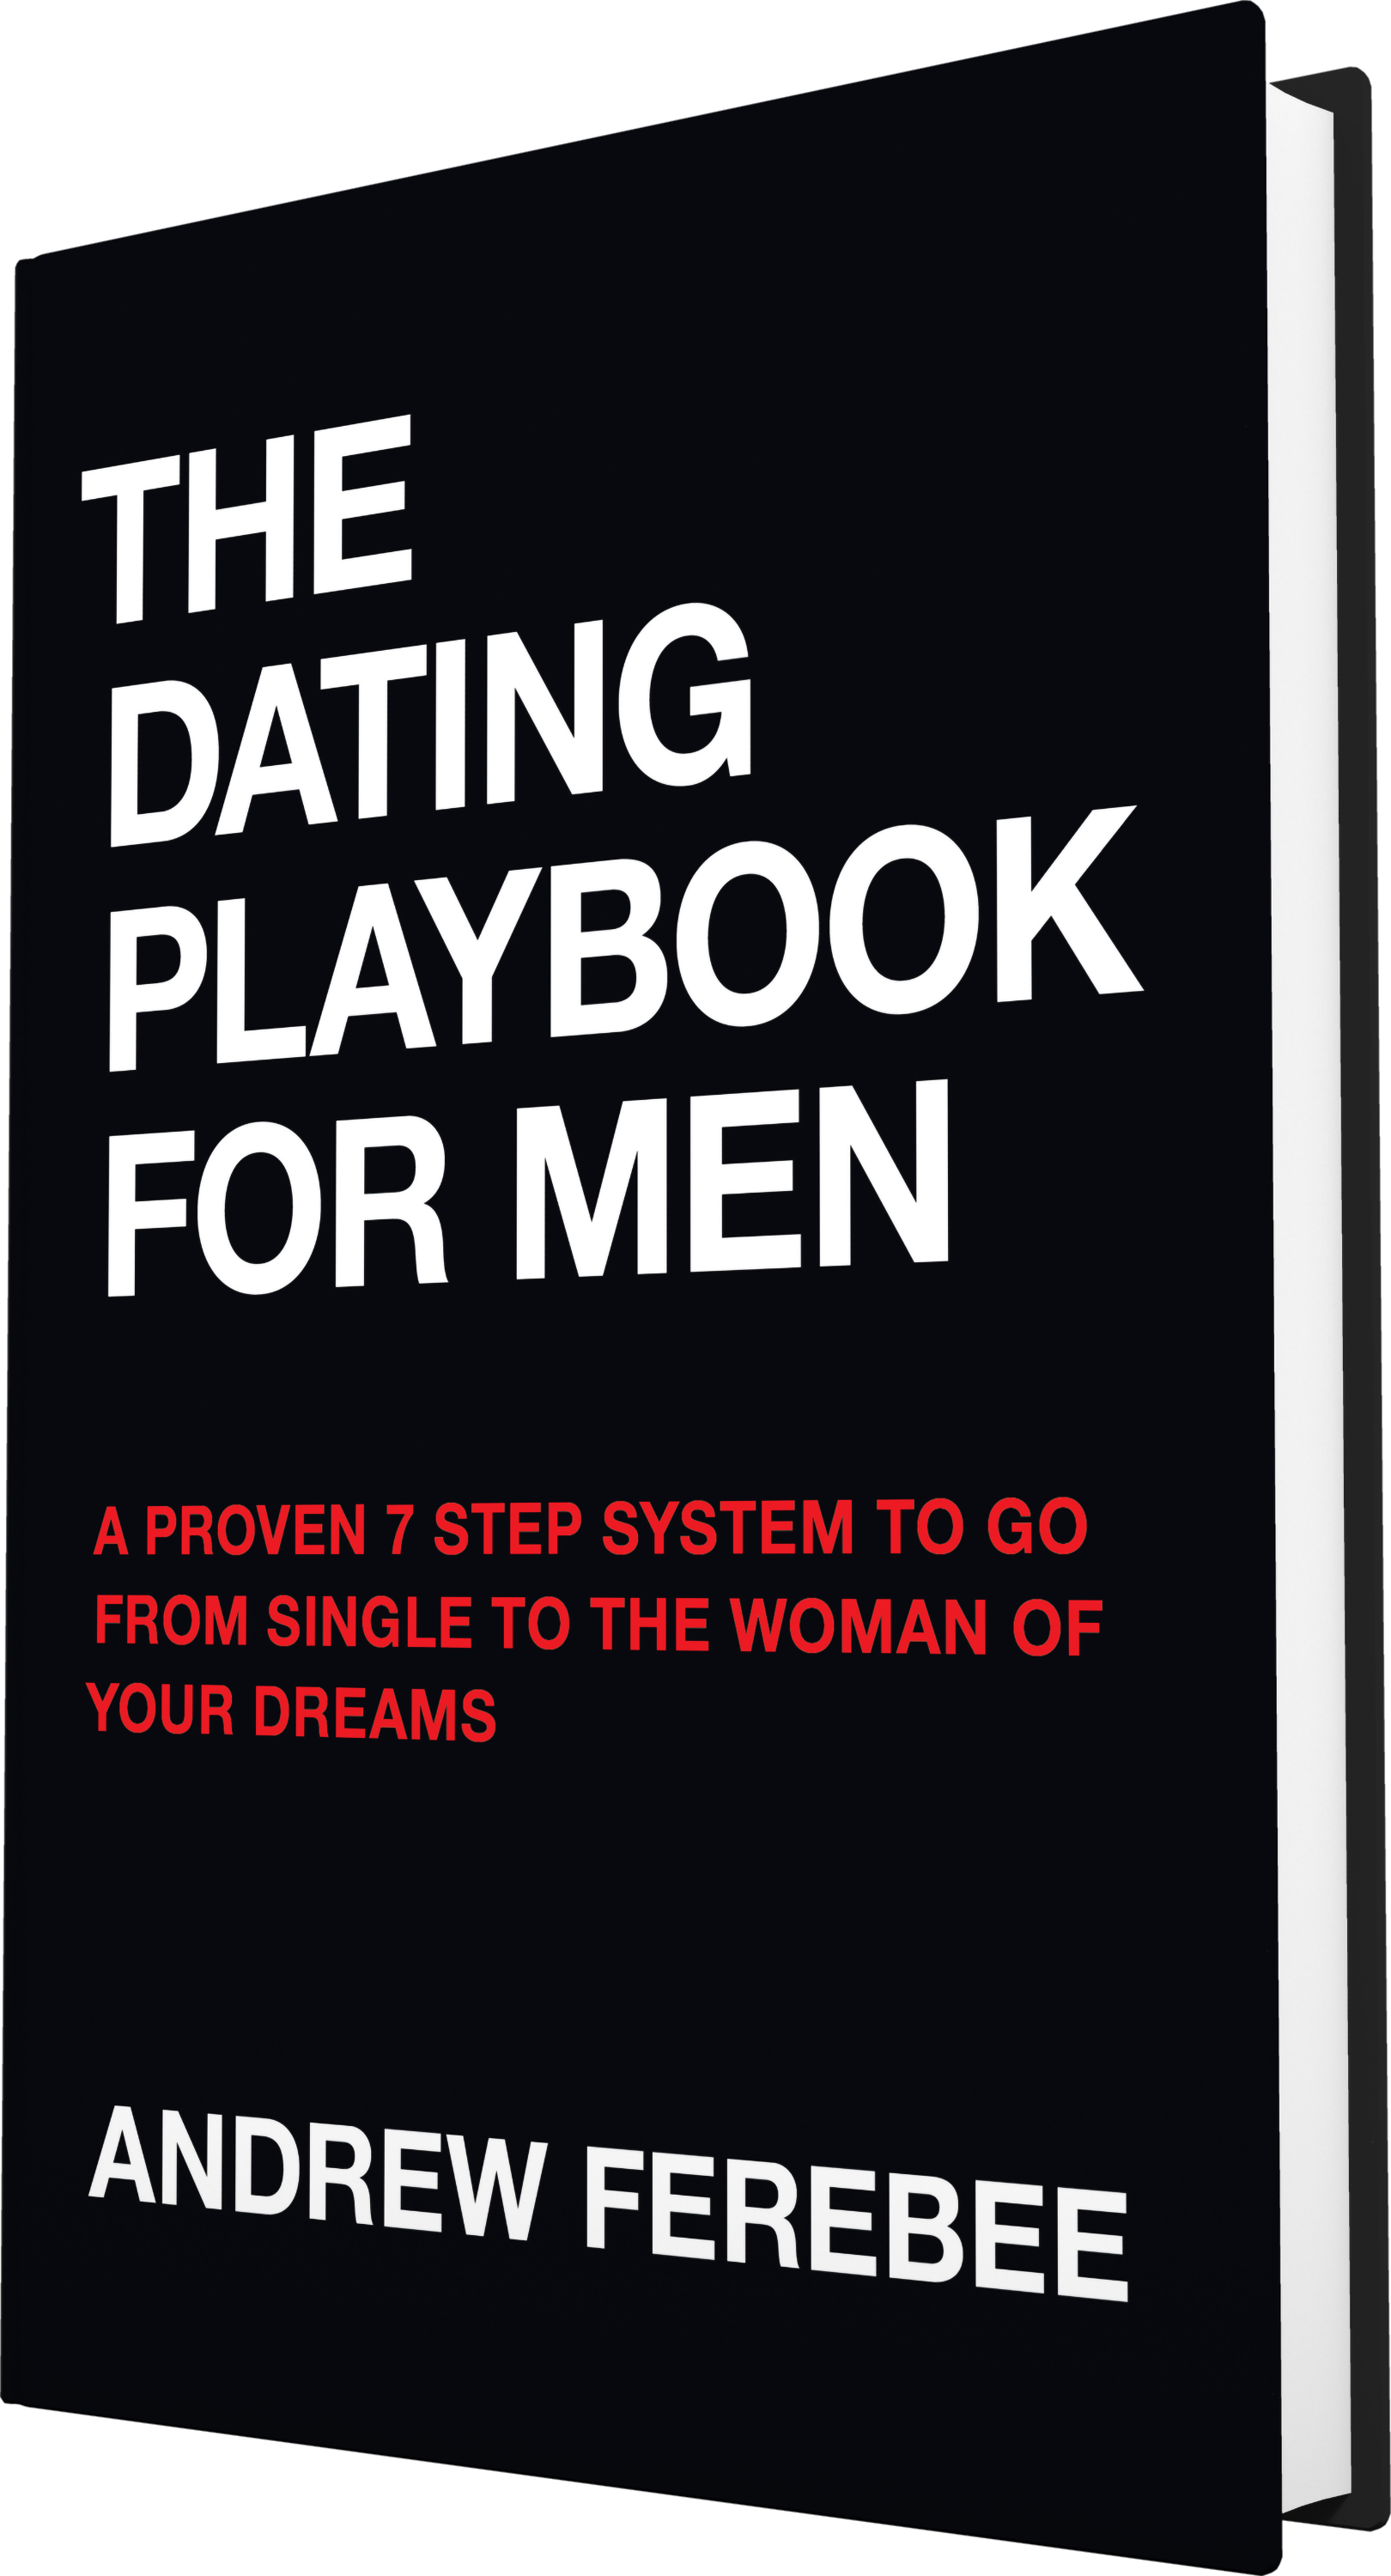 THE
DATING
PLAYBOOK
FOR MEN
A PROVEN 7 STEP SYSTEM TO GO
FROM SINGLE TO THE WOMAN OF
YOUR DREAMS
ANDREW FEREBEE